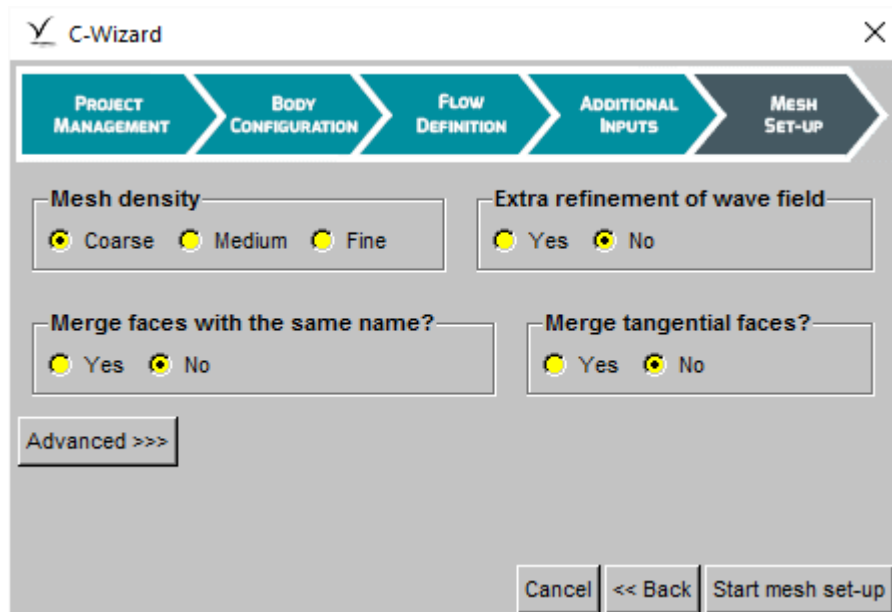 C-Wizard
PROJECT MANAGEMENT
BODY CONFIGURATION
FLOW DEFINITION
ADDITIONAL INPUTS
MESH SET-UP
Mesh density
Coarse Medium Fine
Extra refinement of wave field
Yes No
Merge faces with the same name?
Yes No
Merge tangential faces?
Yes No
Advanced >>>
Cancel << Back Start mesh set-up